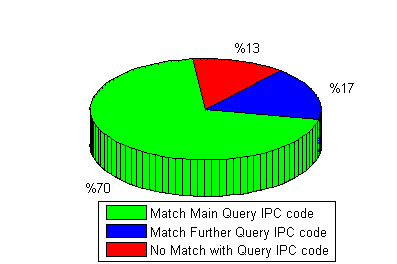 %13
%17
%70
Match Main Query IPC code
Match Further Query IPC code
No Match with Query IPC code